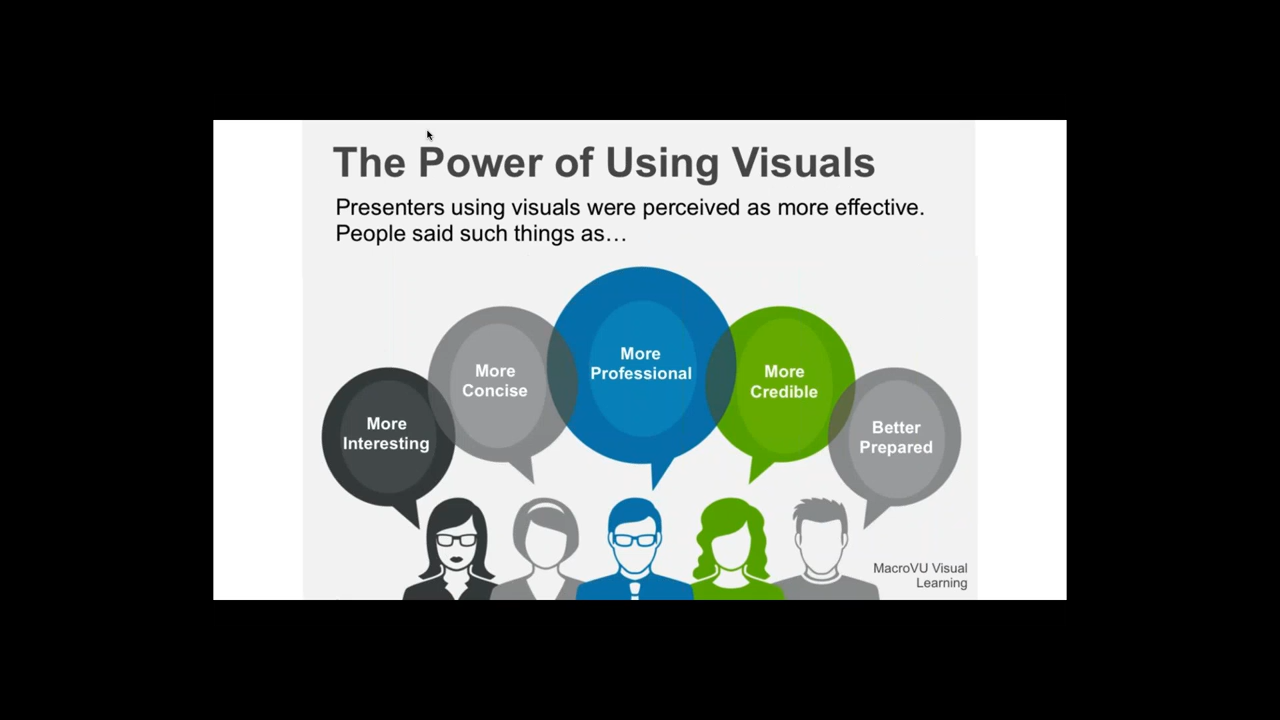 The Power of Using Visuals
Presenters using visuals were perceived as more effective.
People said such things as…
More
Interesting
More
Concise
More
Professional
More
Credible
Better
Prepared
MacroVU Visual
Learning